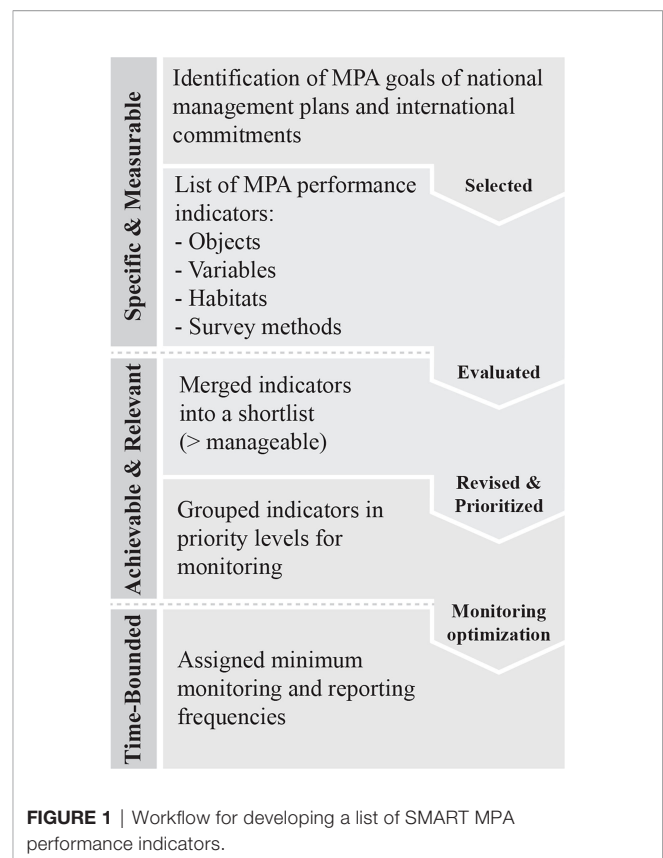 Specific & Measurable
Identification of MPA goals of national
management plans and international
commitments
Selected
List of MPA performance
indicators:
- Objects
- Variables
- Habitats
- Survey methods
Evaluated
Achievable & Relevant
Merged indicators
into a shortlist
(> manageable)
Revised &
Prioritized
Grouped indicators in
priority levels for
monitoring
Monitoring
optimization
Time-Bounded
Assigned minimum
monitoring and reporting
frequencies
FIGURE 1 | Workflow for developing a list of SMART MPA
performance indicators.